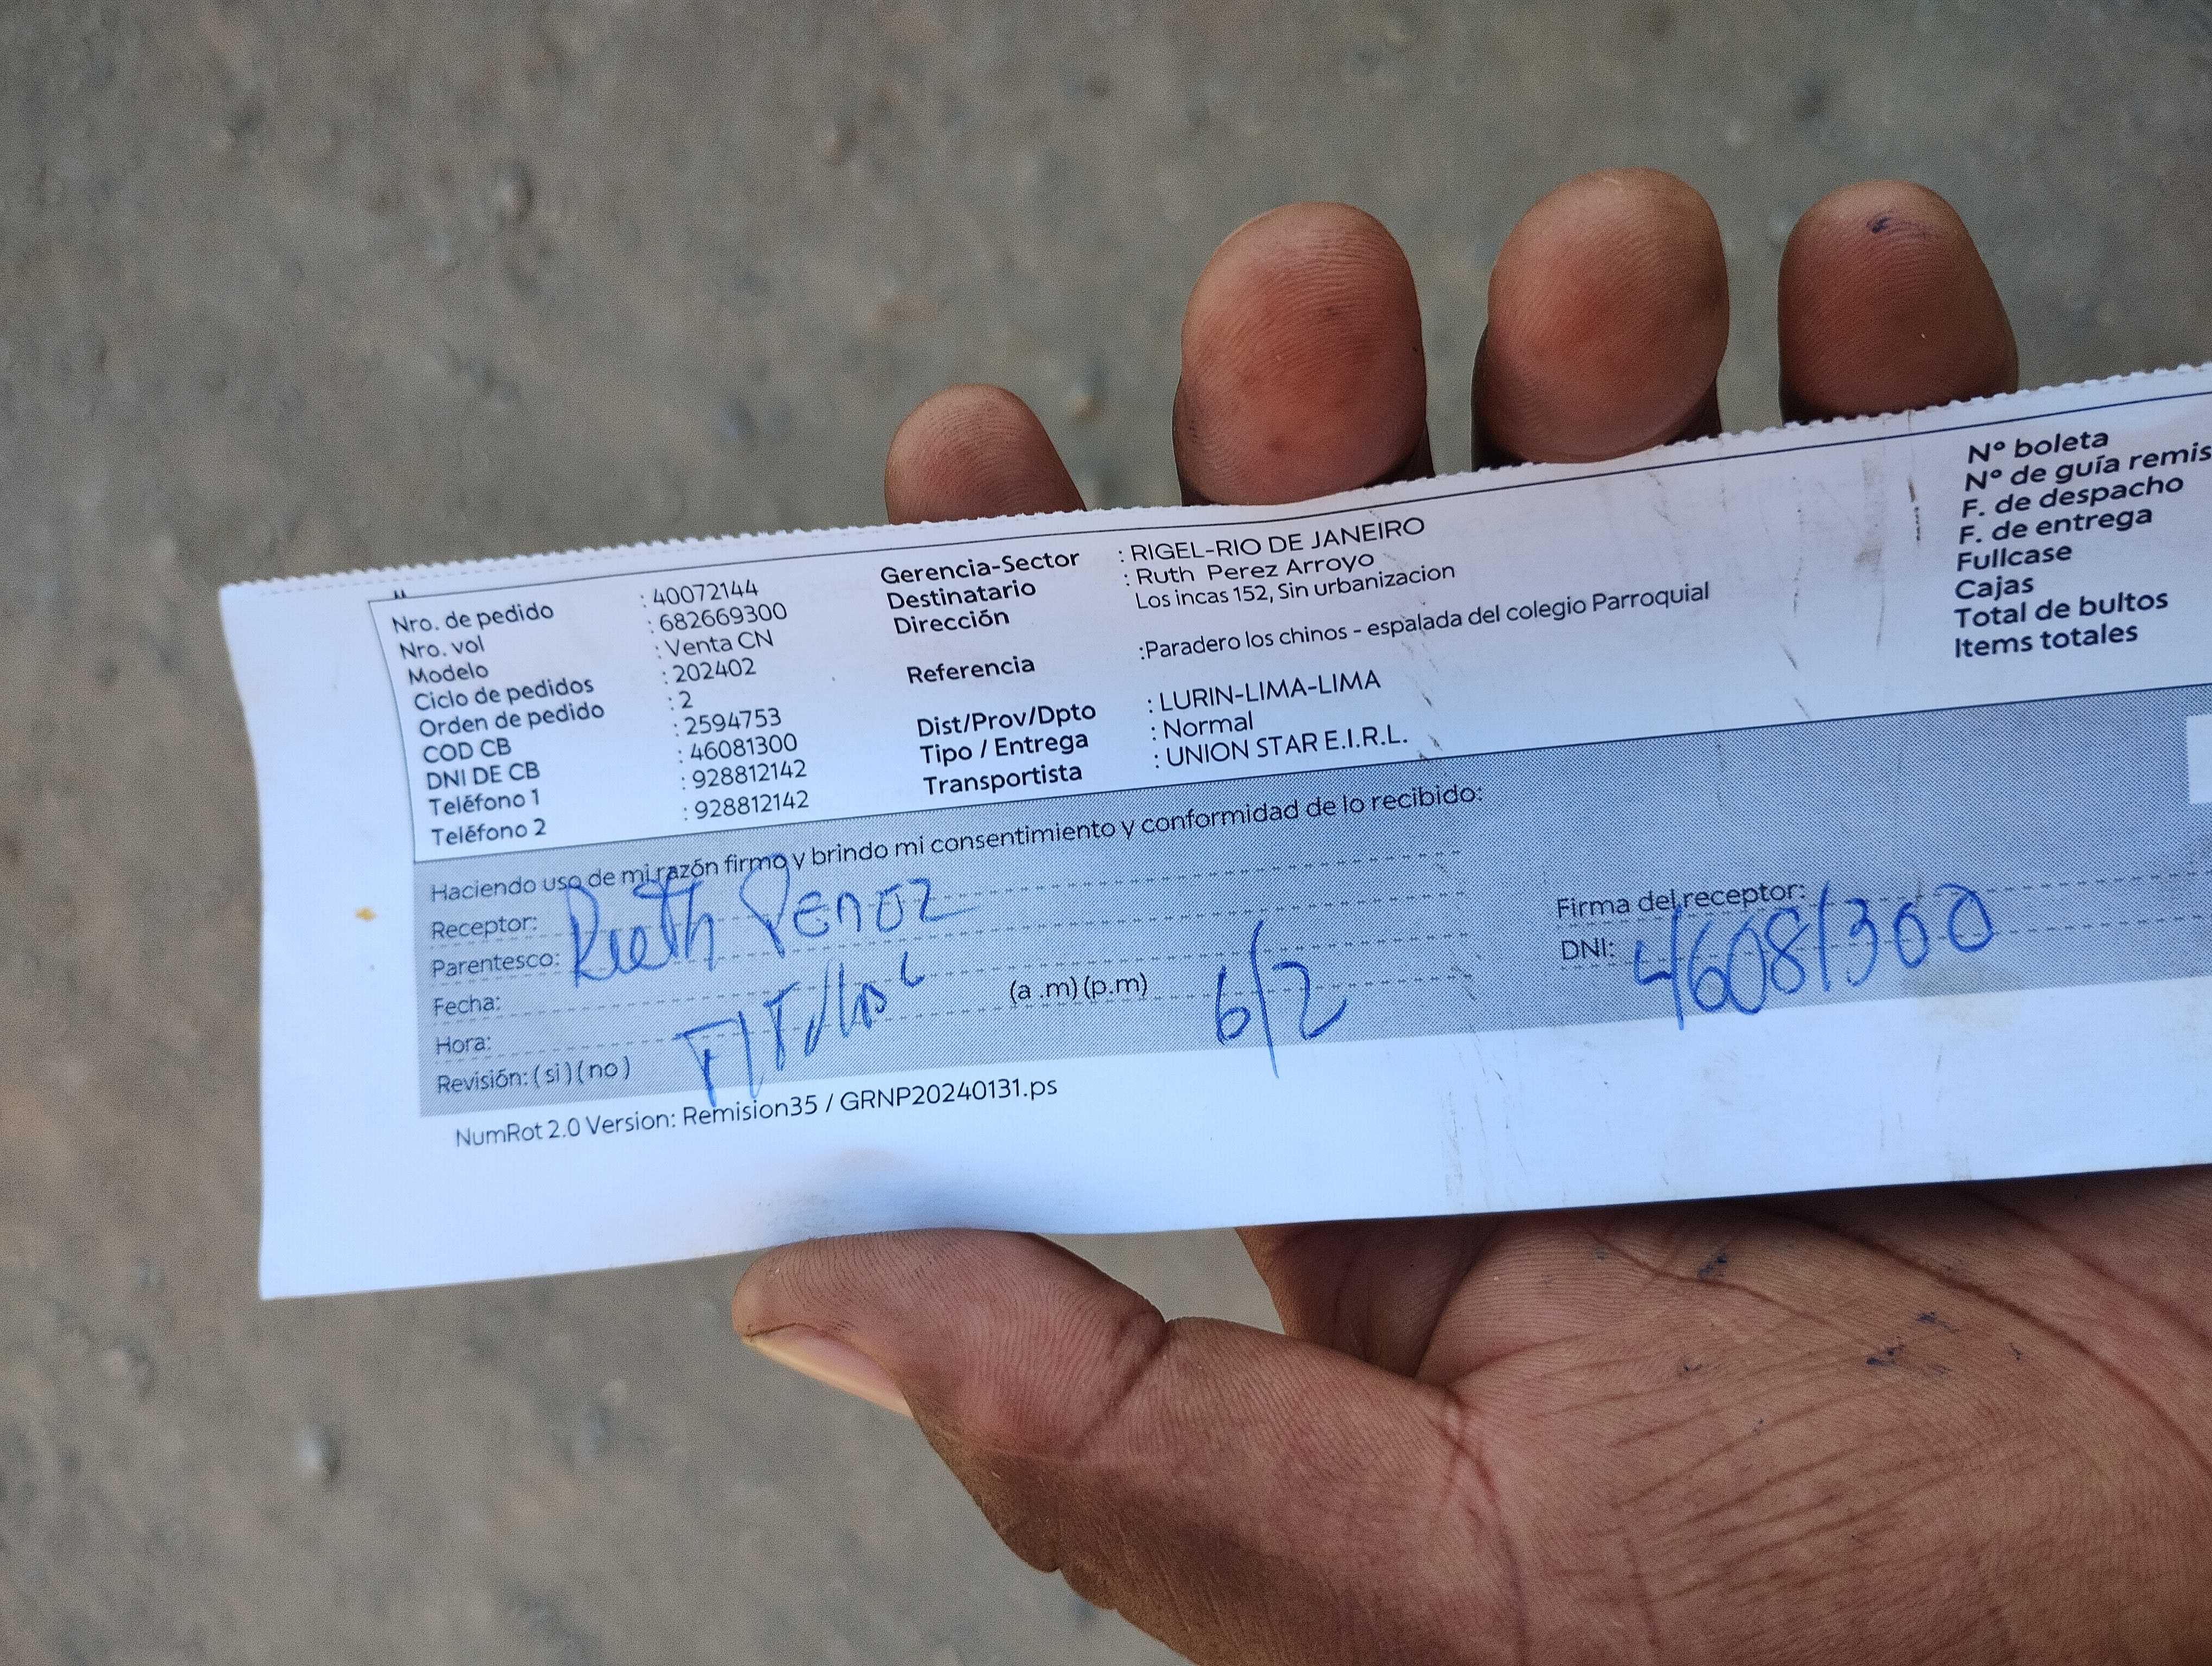 Nro. de pedido : 40072144
Nro. vol : 682669300
Modelo : Venta CN
Ciclo de pedidos : 202402
Orden de pedido : 2
COD CB : 2594753
DNI DE CB : 46081300
Teléfono 1 : 928812142
Teléfono 2 : 928812142
Gerencia-Sector : RIGEL-RIO DE JANEIRO
Destinatario : Ruth Perez Arroyo
Dirección Los incas 152, Sin urbanizacion
Referencia :Paradero los chinos - espalada del colegio Parroquial
Dist/Prov/Dpto : LURIN-LIMA-LIMA
Tipo / Entrega : Normal
Transportista : UNION STAR E.I.R.L.
Nº boleta
Nº de guía remis
F. de despacho
F. de entrega
Fullcase
Cajas
Total de bultos
Items totales
Haciendo uso de mi razón firmo y brindo mi consentimiento y conformidad de lo recibido:
Receptor: Ruth
Parentesco:
Fecha:
Hora: (a .m) (p.m) 6/2
Revisión: ( si ) ( no )
Firma del receptor:
DNI: 46081300
NumRot 2.0 Version: Remision35 / GRNP20240131.ps